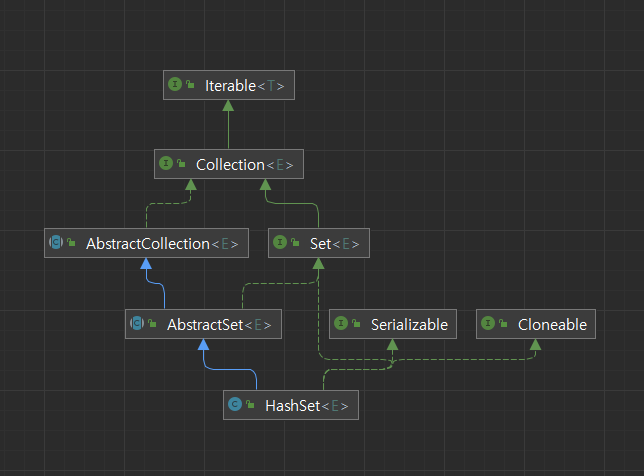 Iterable<T>
Collection<E>
AbstractCollection<E>
Set<E>
AbstractSet<E>
Serializable
Cloneable
HashSet<E>